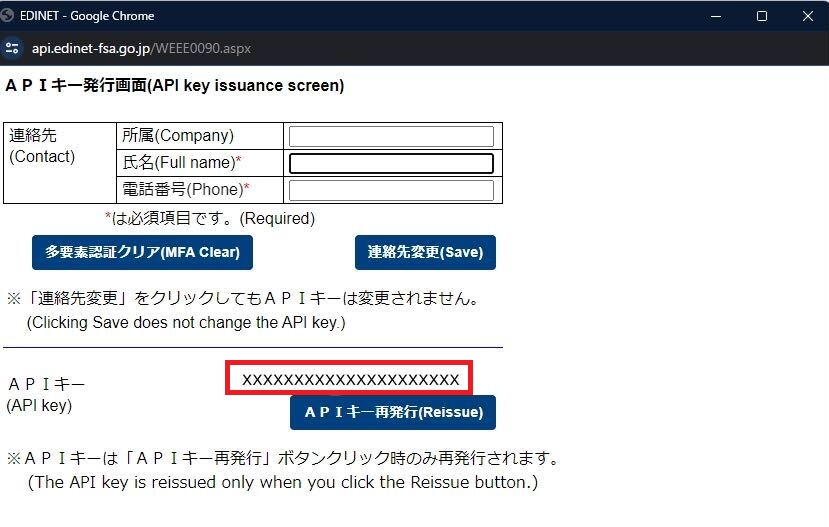 EDINET - Google Chrome
api.edinet-fsa.go.jp/WEEE0090.aspx
ＡＰＩキー発行画面(API key issuance screen)
連絡先
(Contact)
所属(Company)
氏名(Full name)*
電話番号(Phone)*
*は必須項目です。(Required)
多要素認証クリア(MFA Clear)
連絡先変更(Save)
※「連絡先変更」をクリックしてもＡＰＩキーは変更されません。
(Clicking Save does not change the API key.)
ＡＰＩキー
(API key)
XXXXXXXXXXXXXXXXXXXXX
ＡＰＩキー再発行(Reissue)
※ＡＰＩキーは「ＡＰＩキー再発行」ボタンクリック時のみ再発行されます。
(The API key is reissued only when you click the Reissue button.)